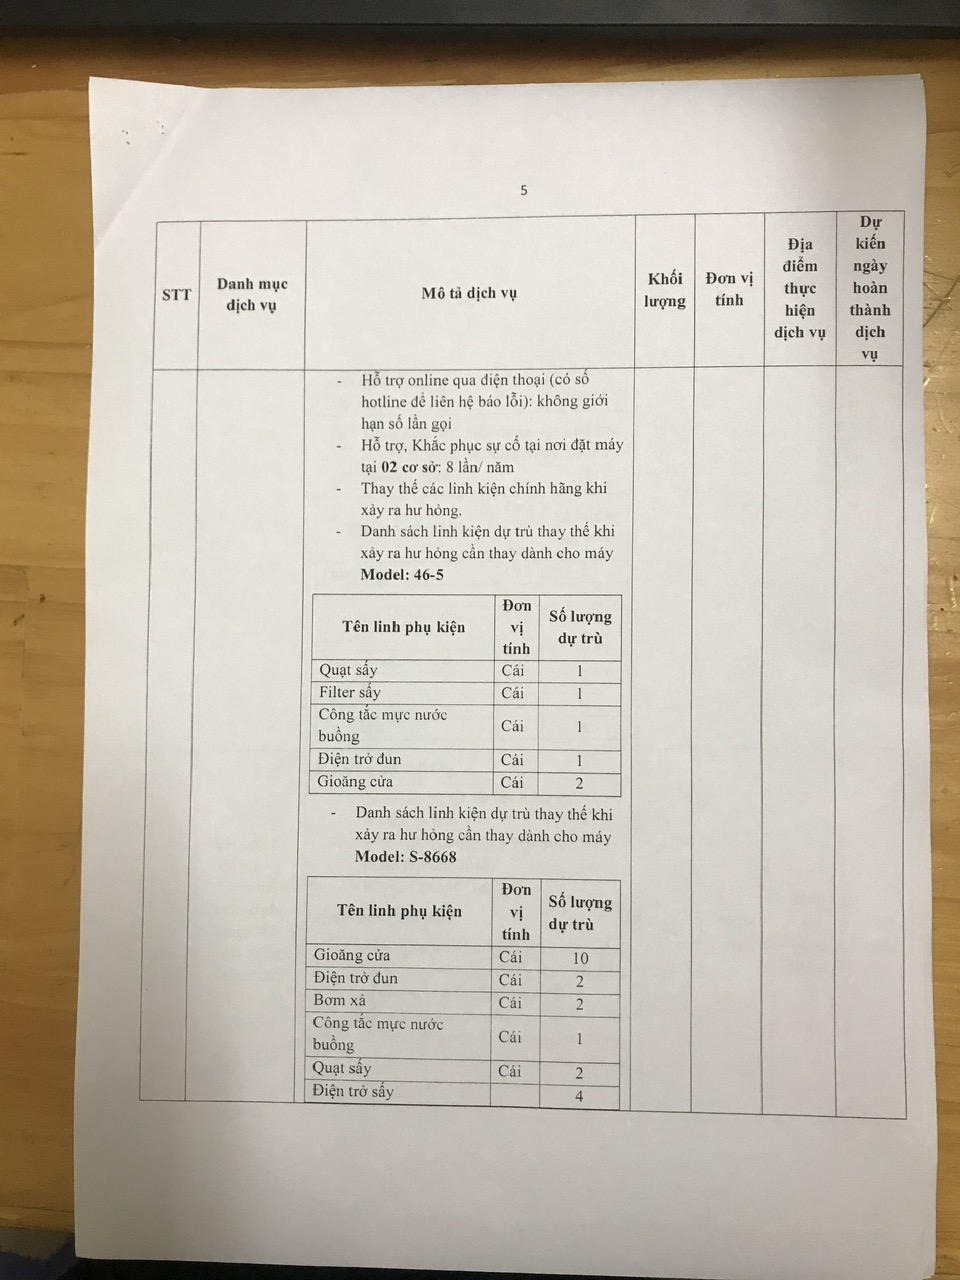 5
STT
Danh mục
dịch vụ
Mô tả dịch vụ
Khối
lượng
Đơn vị
tính
Địa
điểm
thực
hiện
dịch vụ
Dự
kiến
ngày
hoàn
thành
dịch
vụ
- Hỗ trợ online qua điện thoại (có số
hotline để liên hệ báo lỗi): không giới
hạn số lần gọi
- Hỗ trợ, Khắc phục sự cố tại nơi đặt máy
tại 02 cơ sở: 8 lần/ năm
- Thay thế các linh kiện chính hãng khi
xảy ra hư hỏng.
- Danh sách linh kiện dự trù thay thế khi
xảy ra hư hỏng cần thay dành cho máy
Model: 46-5
Tên linh phụ kiện
Đơn
vị
tính
Số lượng
dự trù
Quạt sấy Cái 1
Filter sấy Cái 1
Công tắc mực nước
buồng Cái 1
Điện trở đun Cái 1
Gioăng cửa Cái 2
- Danh sách linh kiện dự trù thay thế khi
xảy ra hư hỏng cần thay dành cho máy
Model: S-8668
Tên linh phụ kiện
Đơn
vị
tính
Số lượng
dự trù
Gioăng cửa Cái 10
Điện trở đun Cái 2
Bơm xả Cái 2
Công tắc mực nước
buồng Cái 1
Quạt sấy Cái 2
Điện trở sấy 4